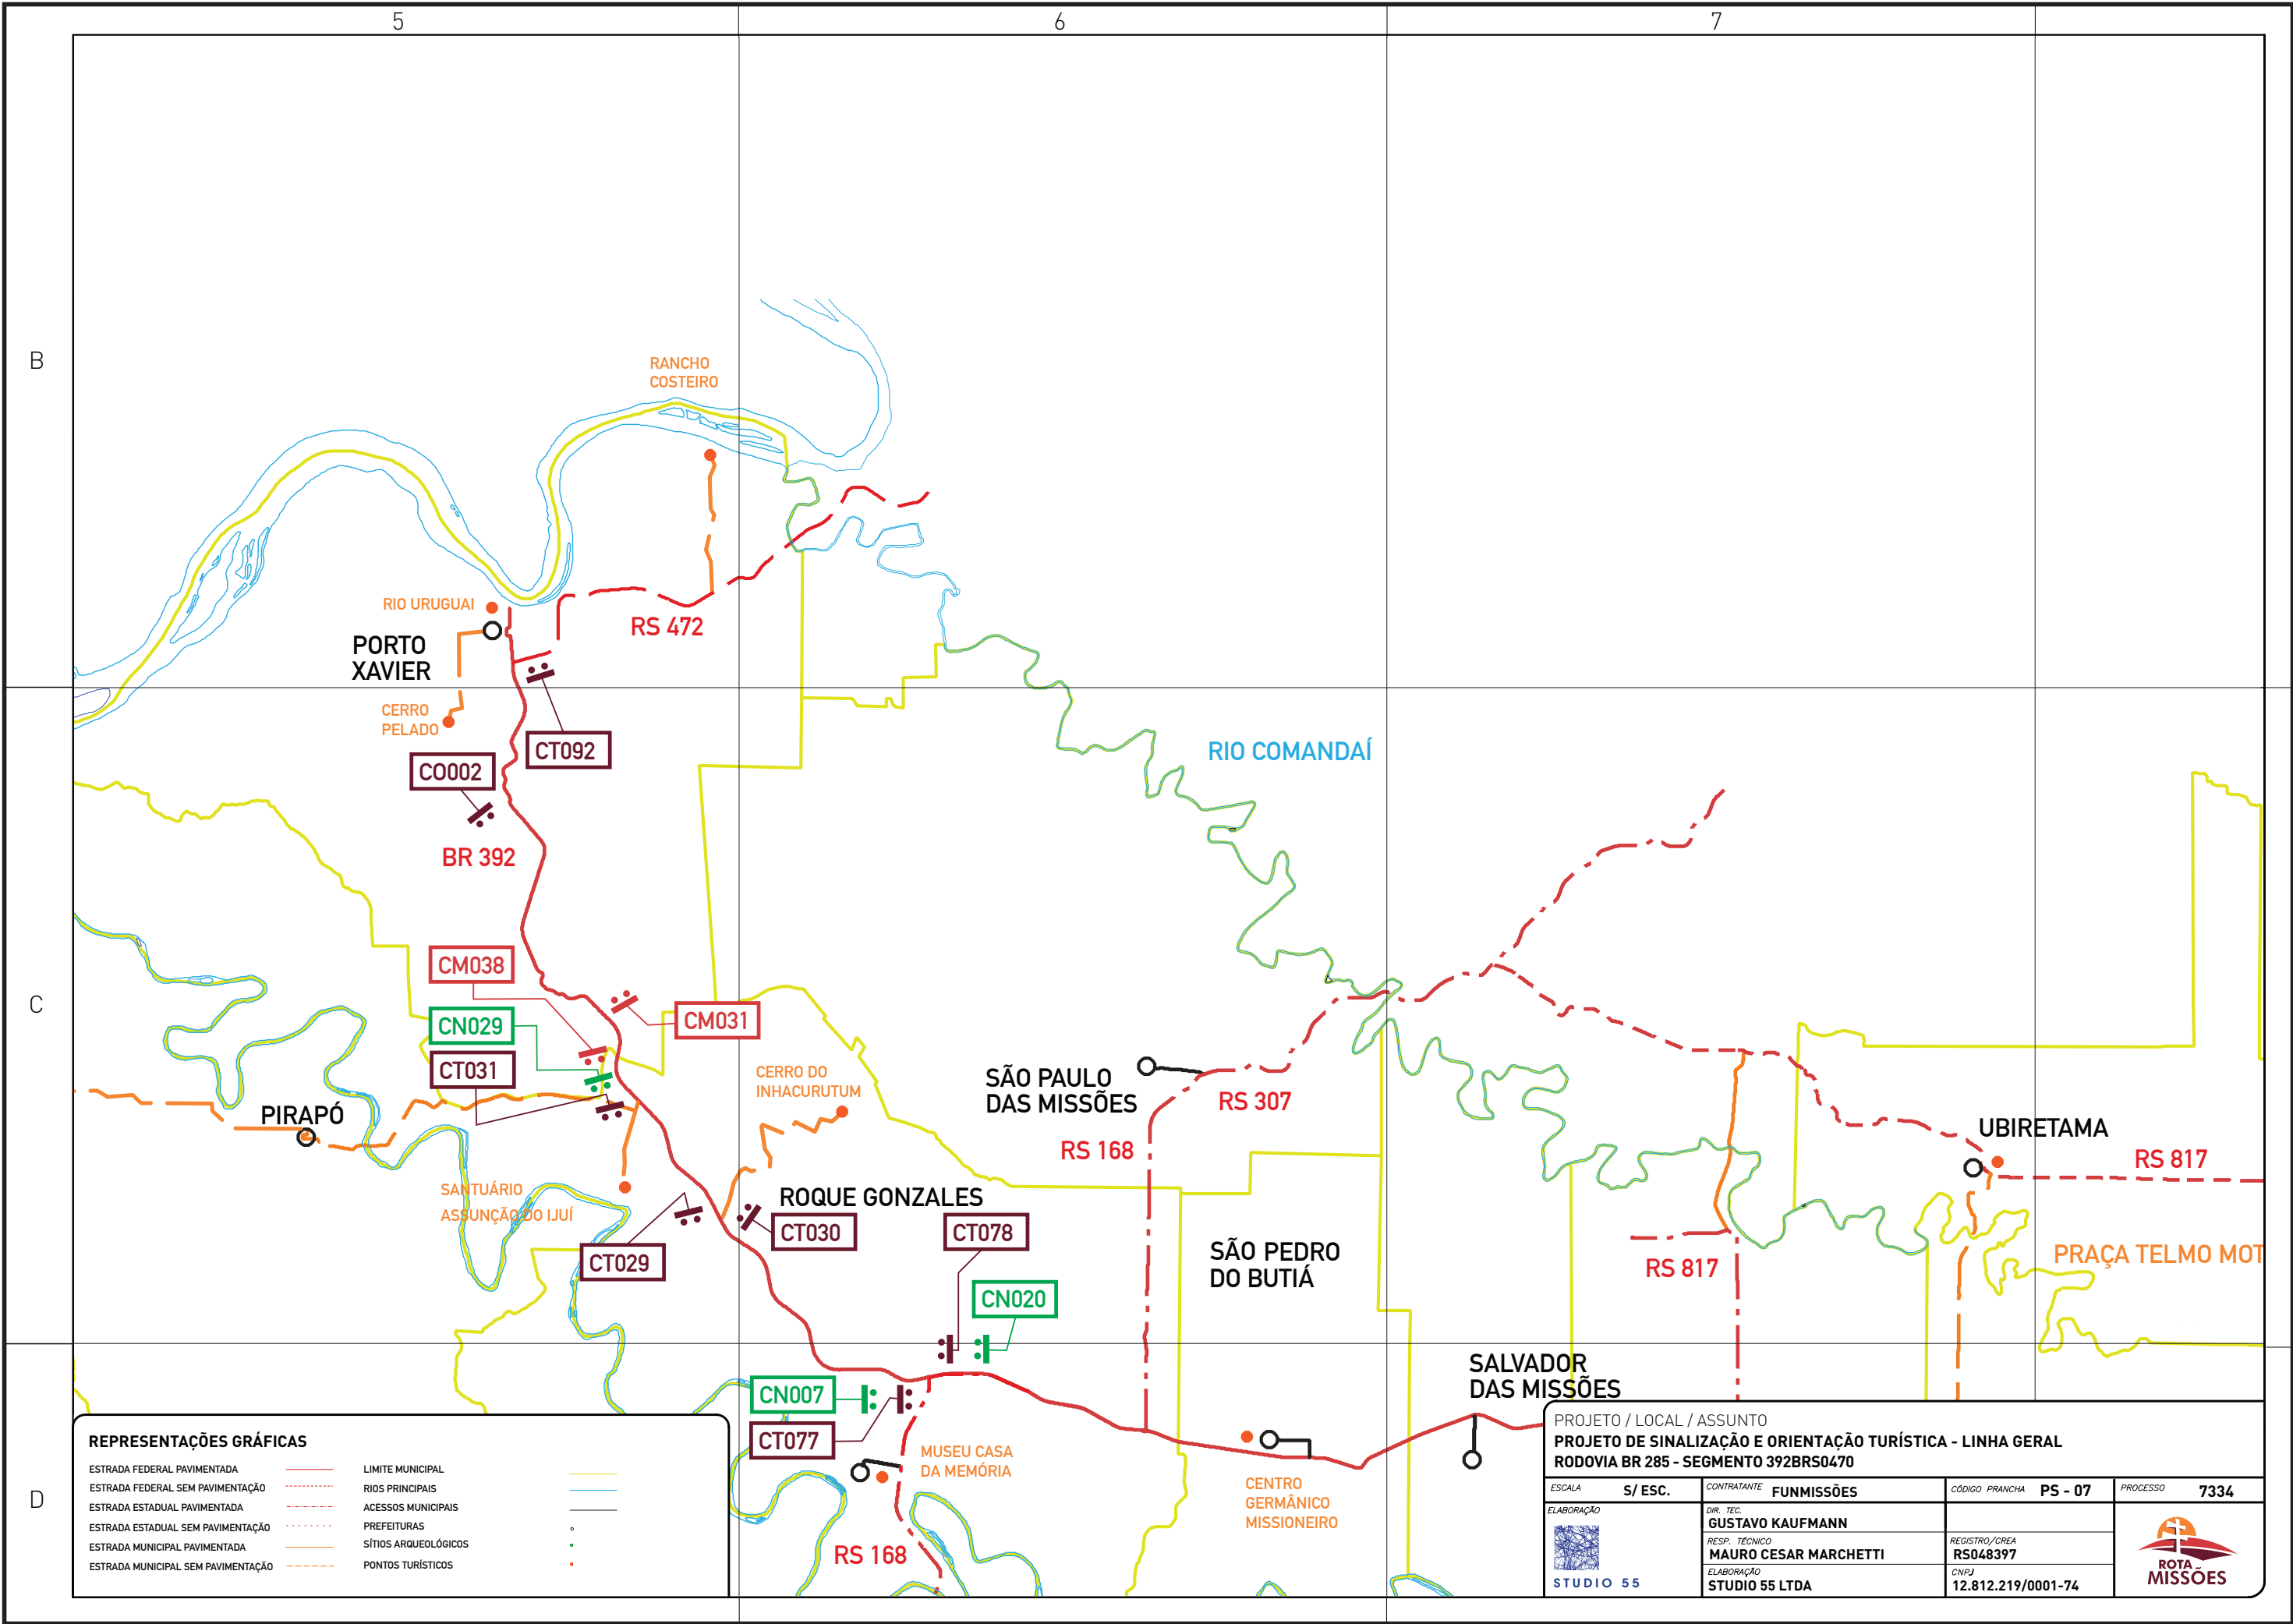 5
6
7
B
C
D
RANCHO
COSTEIRO
RIO URUGUAI
PORTO
XAVIER
RS 472
CERRO
PELADO
CT092
CO002
BR 392
RIO COMANDAÍ
CM038
CN029
CT031
CM031
CERRO DO
INHACURUTUM
SÃO PAULO
DAS MISSÕES
RS 307
RS 168
PIRAPÓ
UBIRETAMA
RS 817
SANTUÁRIO
ASSUNÇÃO DO IJUÍ
ROQUE GONZALES
CT030
CT078
CT029
SÃO PEDRO
DO BUTIÁ
RS 817
PRAÇA TELMO MOT
CN020
SALVADOR
DAS MISSÕES
CN007
CT077
MUSEU CASA
DA MEMÓRIA
CENTRO
GERMÂNICO
MISSIONEIRO
RS 168
REPRESENTAÇÕES GRÁFICAS
ESTRADA FEDERAL PAVIMENTADA
ESTRADA FEDERAL SEM PAVIMENTAÇÃO
ESTRADA ESTADUAL PAVIMENTADA
ESTRADA ESTADUAL SEM PAVIMENTAÇÃO
ESTRADA MUNICIPAL PAVIMENTADA
ESTRADA MUNICIPAL SEM PAVIMENTAÇÃO
LIMITE MUNICIPAL
RIOS PRINCIPAIS
ACESSOS MUNICIPAIS
PREFEITURAS
SÍTIOS ARQUEOLÓGICOS
PONTOS TURÍSTICOS
PROJETO / LOCAL / ASSUNTO
PROJETO DE SINALIZAÇÃO E ORIENTAÇÃO TURÍSTICA - LINHA GERAL
RODOVIA BR 285 - SEGMENTO 392BRS0470
ESCALA S/ ESC.
CONTRATANTE FUNMISSÕES
CÓDIGO PRANCHA PS - 07
PROCESSO 7334
ELABORAÇÃO
STUDIO 55
DIR. TEC.
GUSTAVO KAUFMANN
RESP. TÉCNICO
MAURO CESAR MARCHETTI
REGISTRO/CREA
RS048397
ELABORAÇÃO
STUDIO 55 LTDA
CNPJ
12.812.219/0001-74
ROTA
MISSÕES